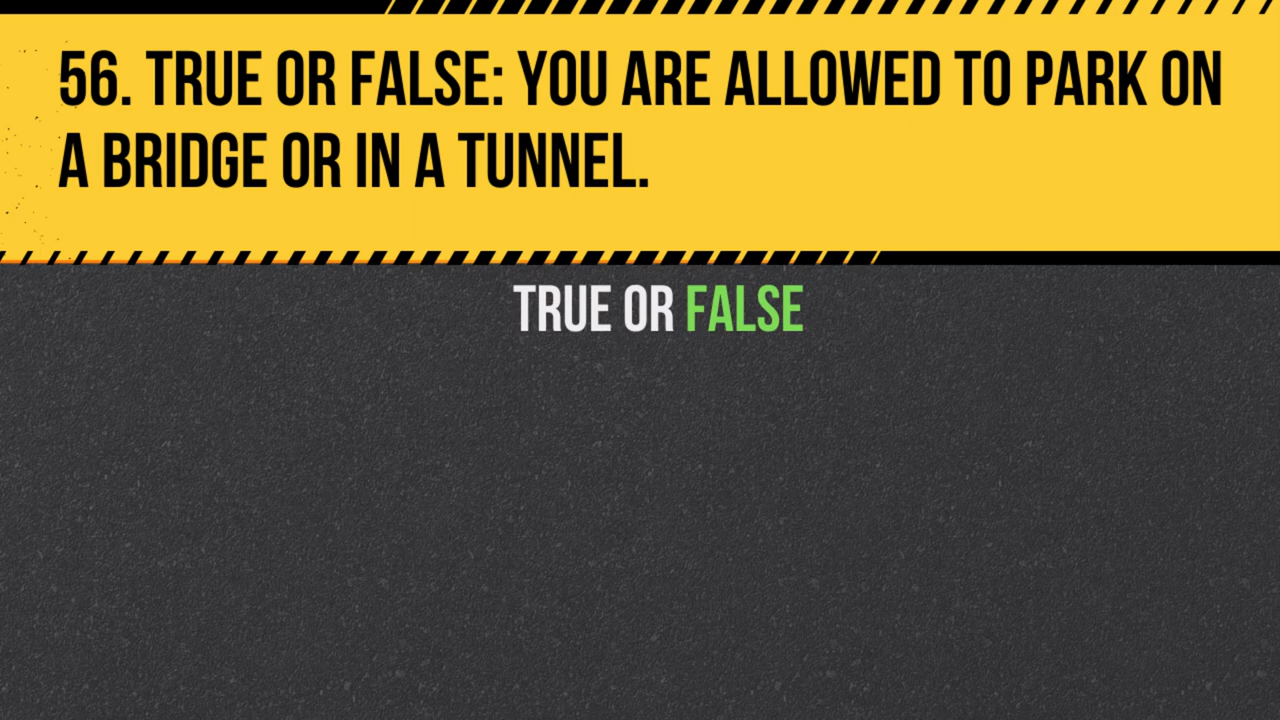 56. TRUE OR FALSE: YOU ARE ALLOWED TO PARK ON
A BRIDGE OR IN A TUNNEL.
TRUE OR FALSE